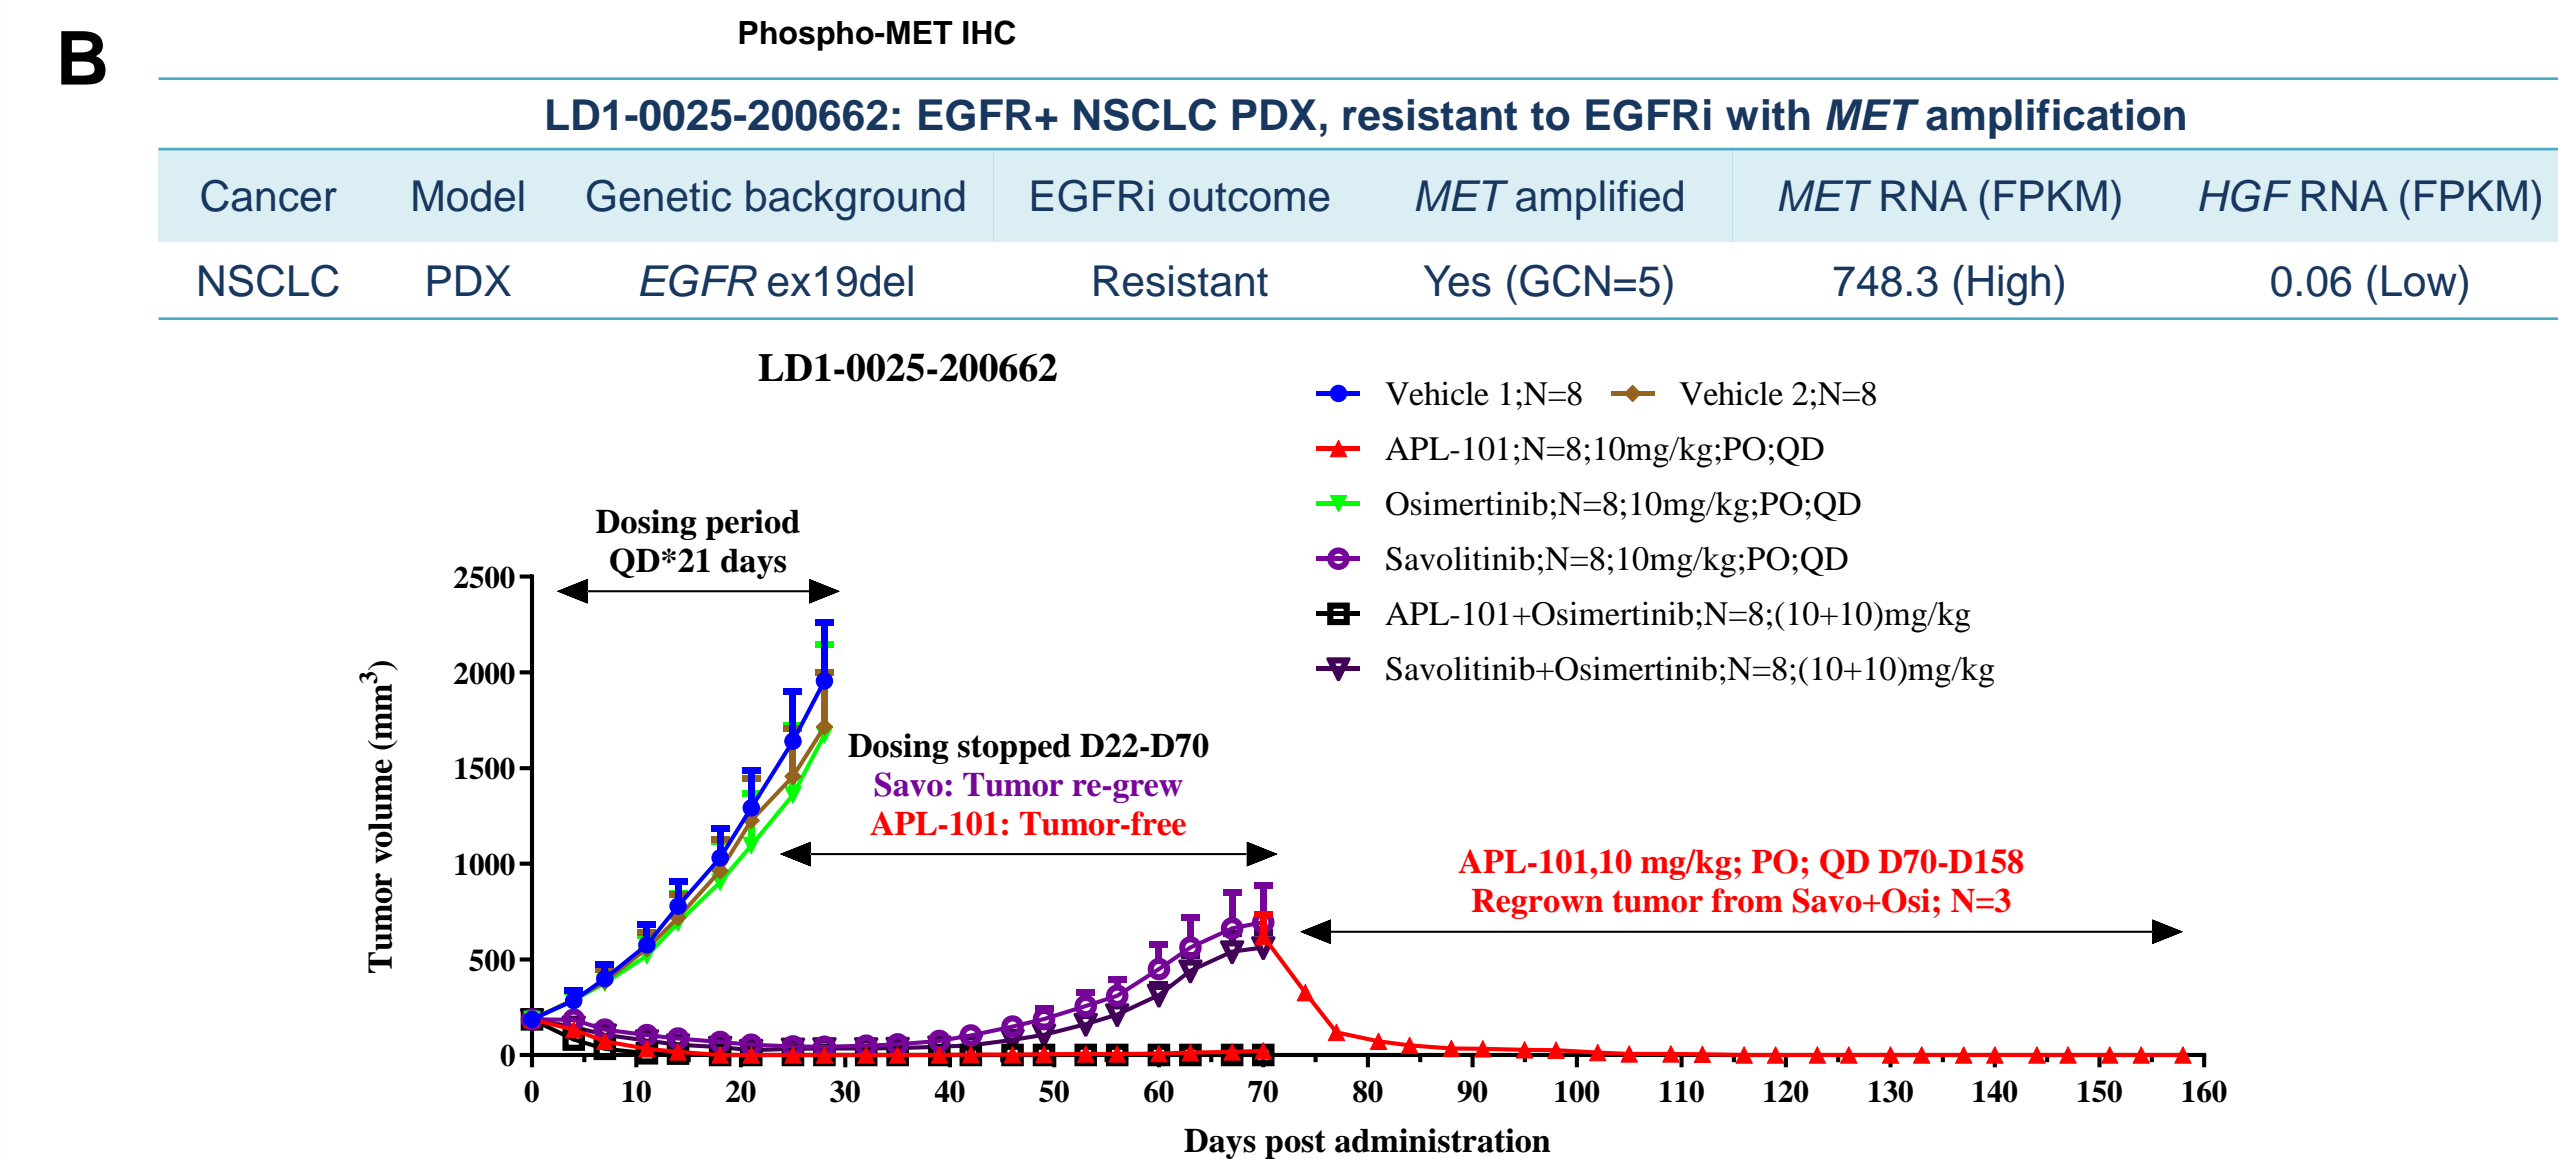 Phospho-MET IHC
B
LD1-0025-200662: EGFR+ NSCLC PDX, resistant to EGFRi with MET amplification
Cancer Model Genetic background EGFRi outcome MET amplified MET RNA (FPKM) HGF RNA (FPKM)
NSCLC PDX EGFR ex19del Resistant Yes (GCN=5) 748.3 (High) 0.06 (Low)
LD1-0025-200662
Vehicle 1;N=8 Vehicle 2;N=8
APL-101;N=8;10mg/kg;PO;QD
Osimertinib;N=8;10mg/kg;PO;QD
Savolitinib;N=8;10mg/kg;PO;QD
APL-101+Osimertinib;N=8;(10+10)mg/kg
Savolitinib+Osimertinib;N=8;(10+10)mg/kg
Dosing period
QD*21 days
Dosing stopped D22-D70
Savo: Tumor re-grew
APL-101: Tumor-free
APL-101,10 mg/kg; PO; QD D70-D158
Regrown tumor from Savo+Osi; N=3
Tumor volume (mm³)
2500
2000
1500
1000
500
0
0 10 20 30 40 50 60 70 80 90 100 110 120 130 140 150 160
Days post administration